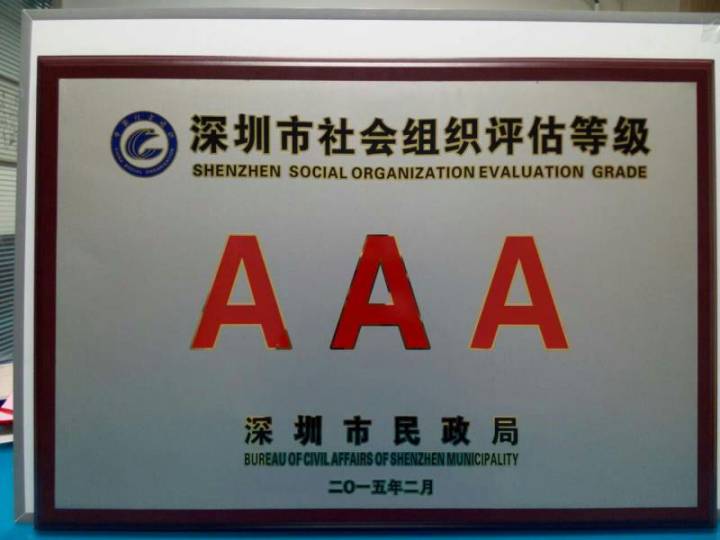 深圳市社会组织评估等级
SHENZHEN SOCIAL ORGANIZATION EVALUATION GRADE
AAA
深圳市民政局
BUREAU OF CIVIL AFFAIRS OF SHENZHEN MUNICIPALITY
二〇一五年二月